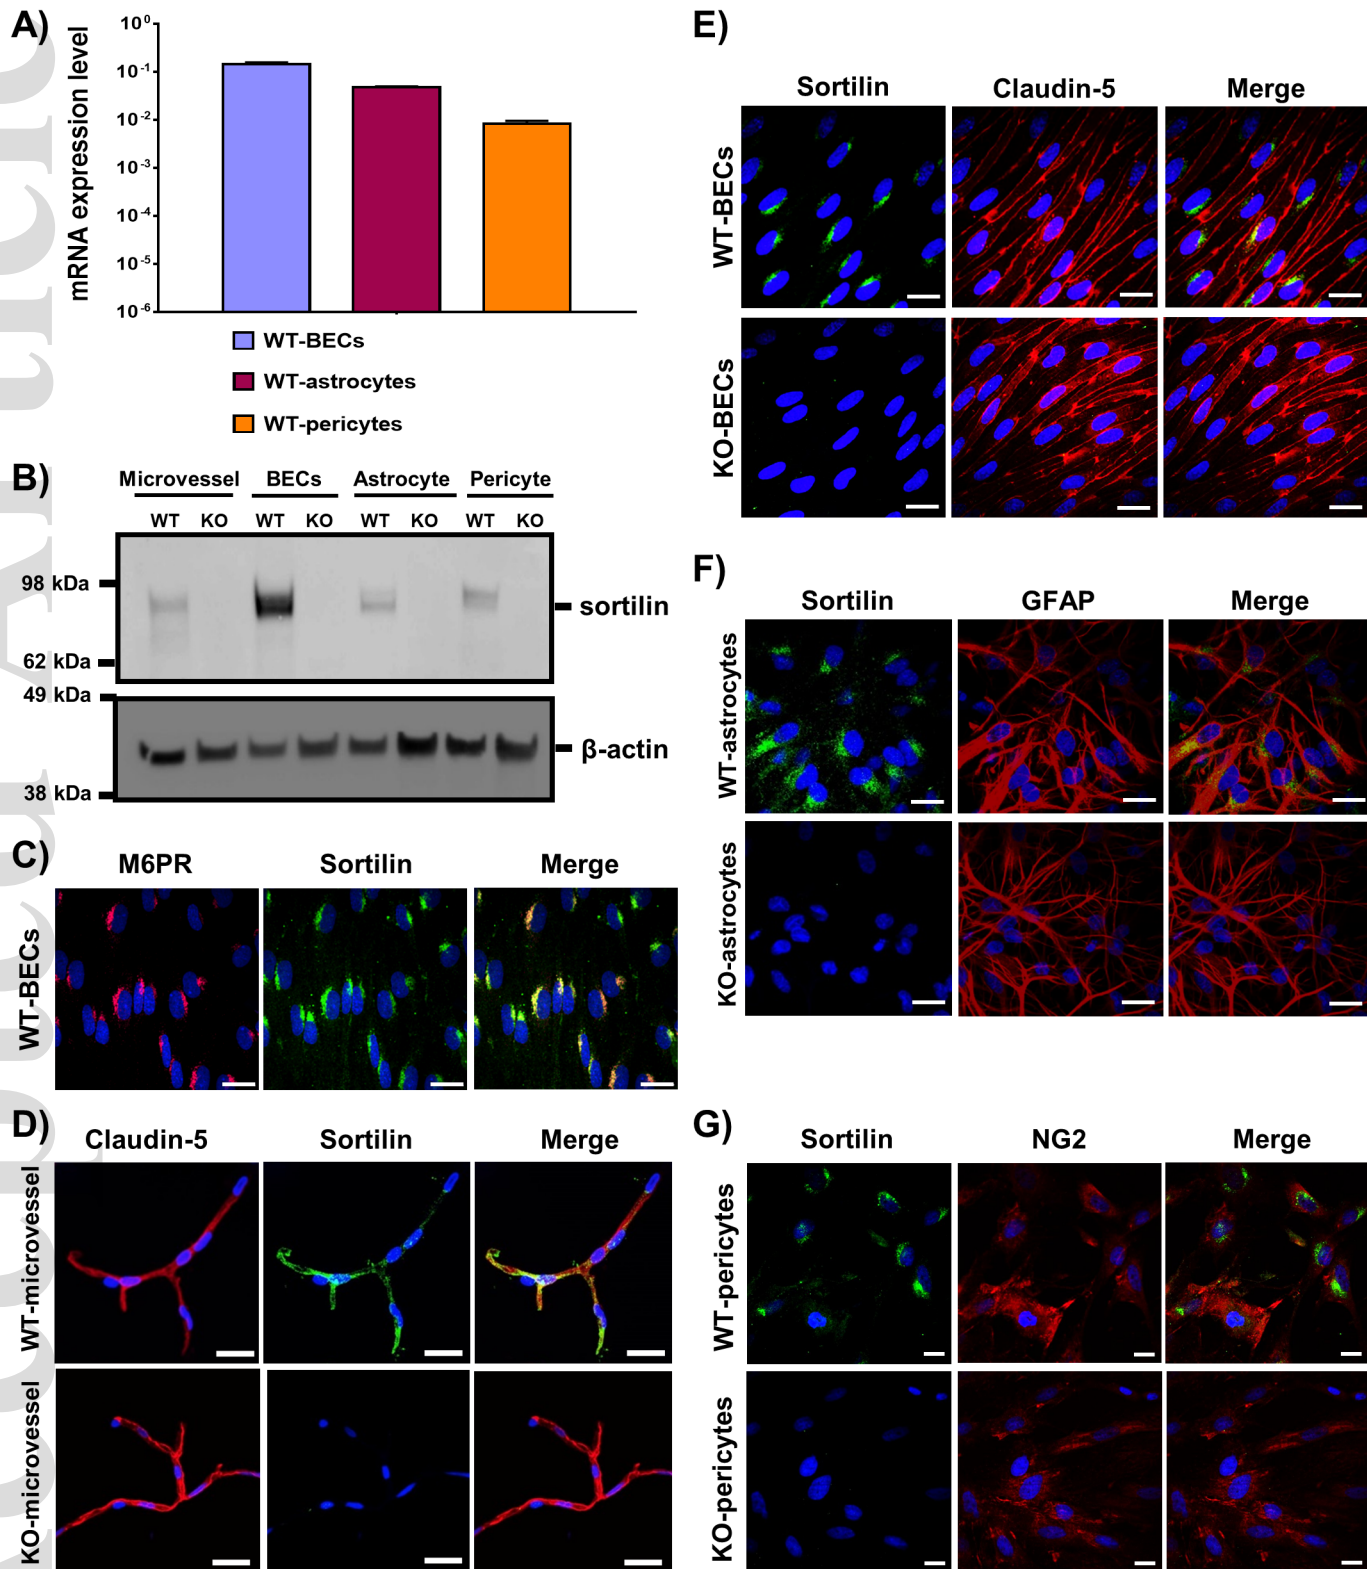 A)
mRNA expression level
10⁰
10⁻¹
10⁻²
10⁻³
10⁻⁴
10⁻⁵
10⁻⁶
WT-BECs
WT-astrocytes
WT-pericytes
B)
Microvessel BECs Astrocyte Pericyte
WT KO WT KO WT KO WT KO
98 kDa
sortilin
62 kDa
49 kDa
β-actin
38 kDa
C)
M6PR Sortilin Merge
WT-BECs
D)
Claudin-5 Sortilin Merge
WT-microvessel
KO-microvessel
E)
Sortilin Claudin-5 Merge
WT-BECs
KO-BECs
F)
Sortilin GFAP Merge
WT-astrocytes
KO-astrocytes
G)
Sortilin NG2 Merge
WT-pericytes
KO-pericytes